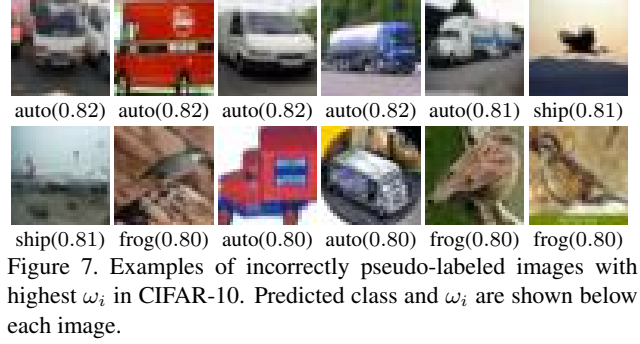 auto(0.82) auto(0.82) auto(0.82) auto(0.82) auto(0.81) ship(0.81)
ship(0.81) frog(0.80) auto(0.80) auto(0.80) frog(0.80) frog(0.80)
Figure 7. Examples of incorrectly pseudo-labeled images with
highest ωᵢ in CIFAR-10. Predicted class and ωᵢ are shown below
each image.